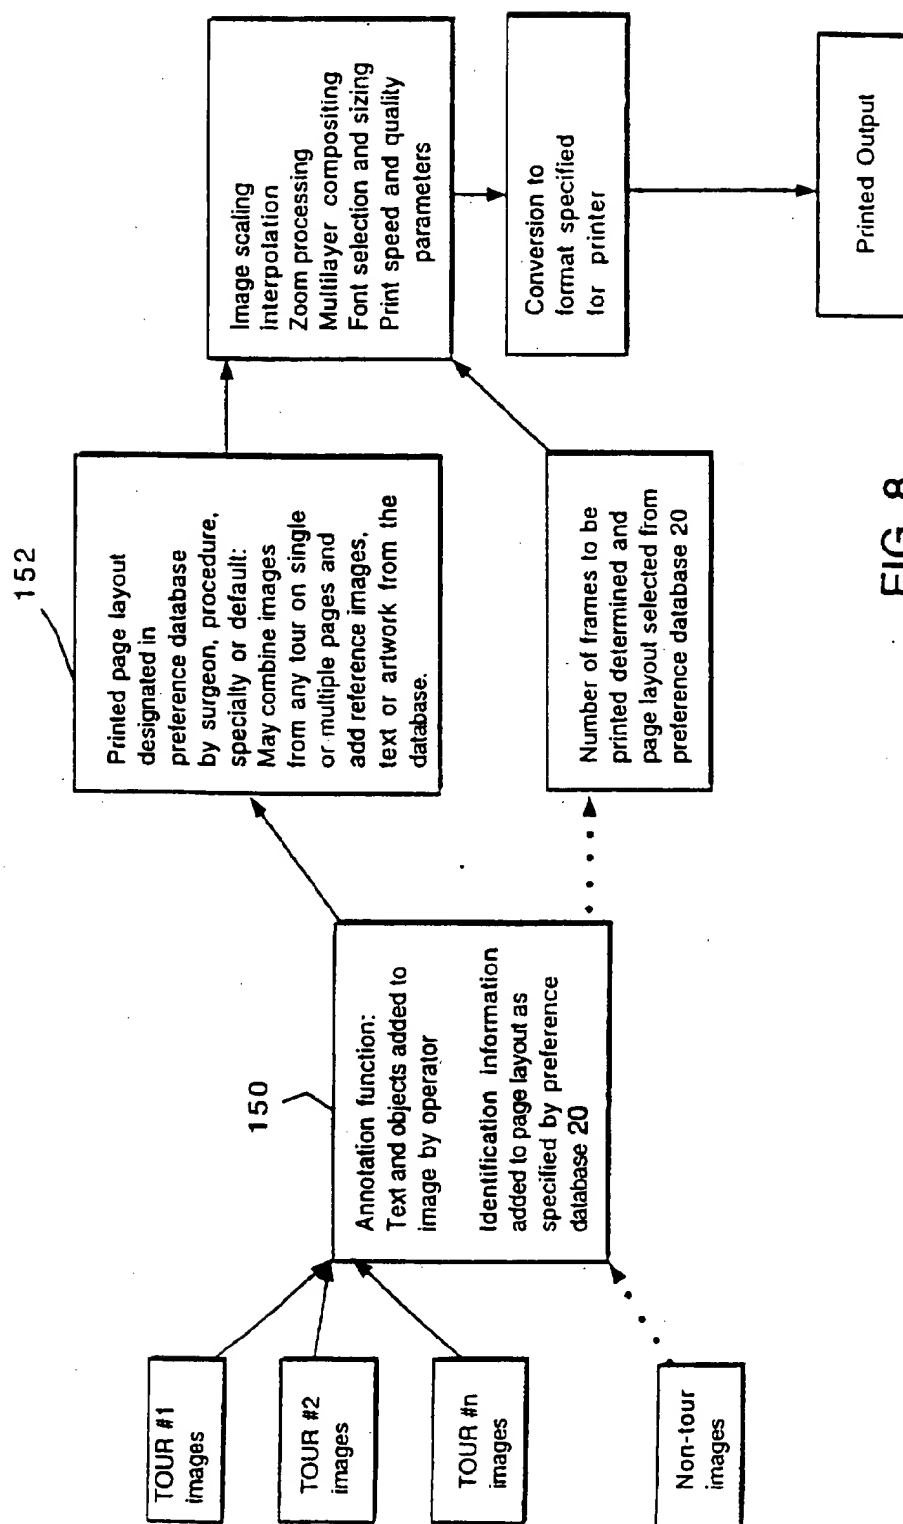 TOUR #1
images
TOUR #2
images
TOUR #n
images
Non-tour
images
150
Annotation function:
Text and objects added to
image by operator
Identification information
added to page layout as
specified by preference
database 20
152
Printed page layout
designated in
preference database
by surgeon, procedure,
specialty or default:
May combine images
from any tour on single
or multiple pages and
add reference images,
text or artwork from the
database.
Number of frames to be
printed determined and
page layout selected from
preference database 20
Image scaling
interpolation
Zoom processing
Multilayer compositing
Font selection and sizing
Print speed and quality
parameters
Conversion to
format specified
for printer
Printed Output
FIG 8